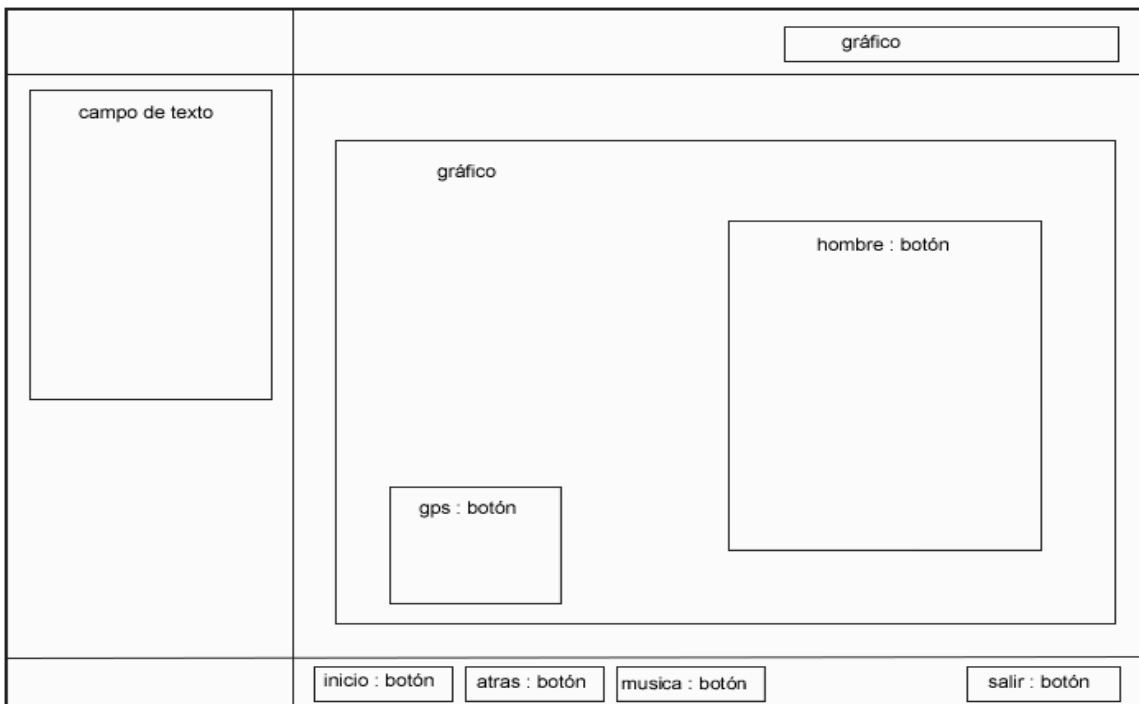 gráfico
campo de texto
gráfico
hombre : botón
gps : botón
inicio : botón
atras : botón
musica : botón
salir : botón